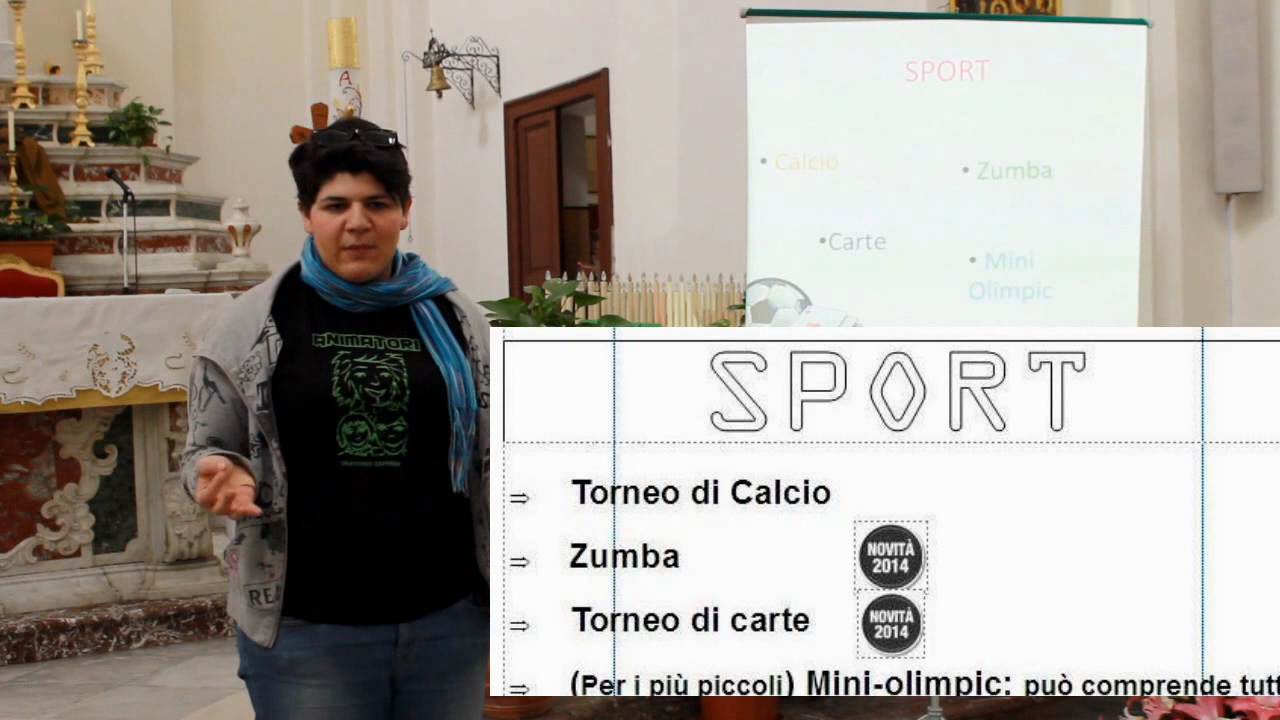 A
SPORT
• Calcio
• Zumba
•Carte
• Mini
Olimpic
ANIMATORI
REA
SPORT
⇒ Torneo di Calcio
⇒ Zumba
NOVITÀ
2014
⇒ Torneo di carte
NOVITÀ
2014
⇒ (Per i più piccoli) Mini-olimpic: può comprende tutt